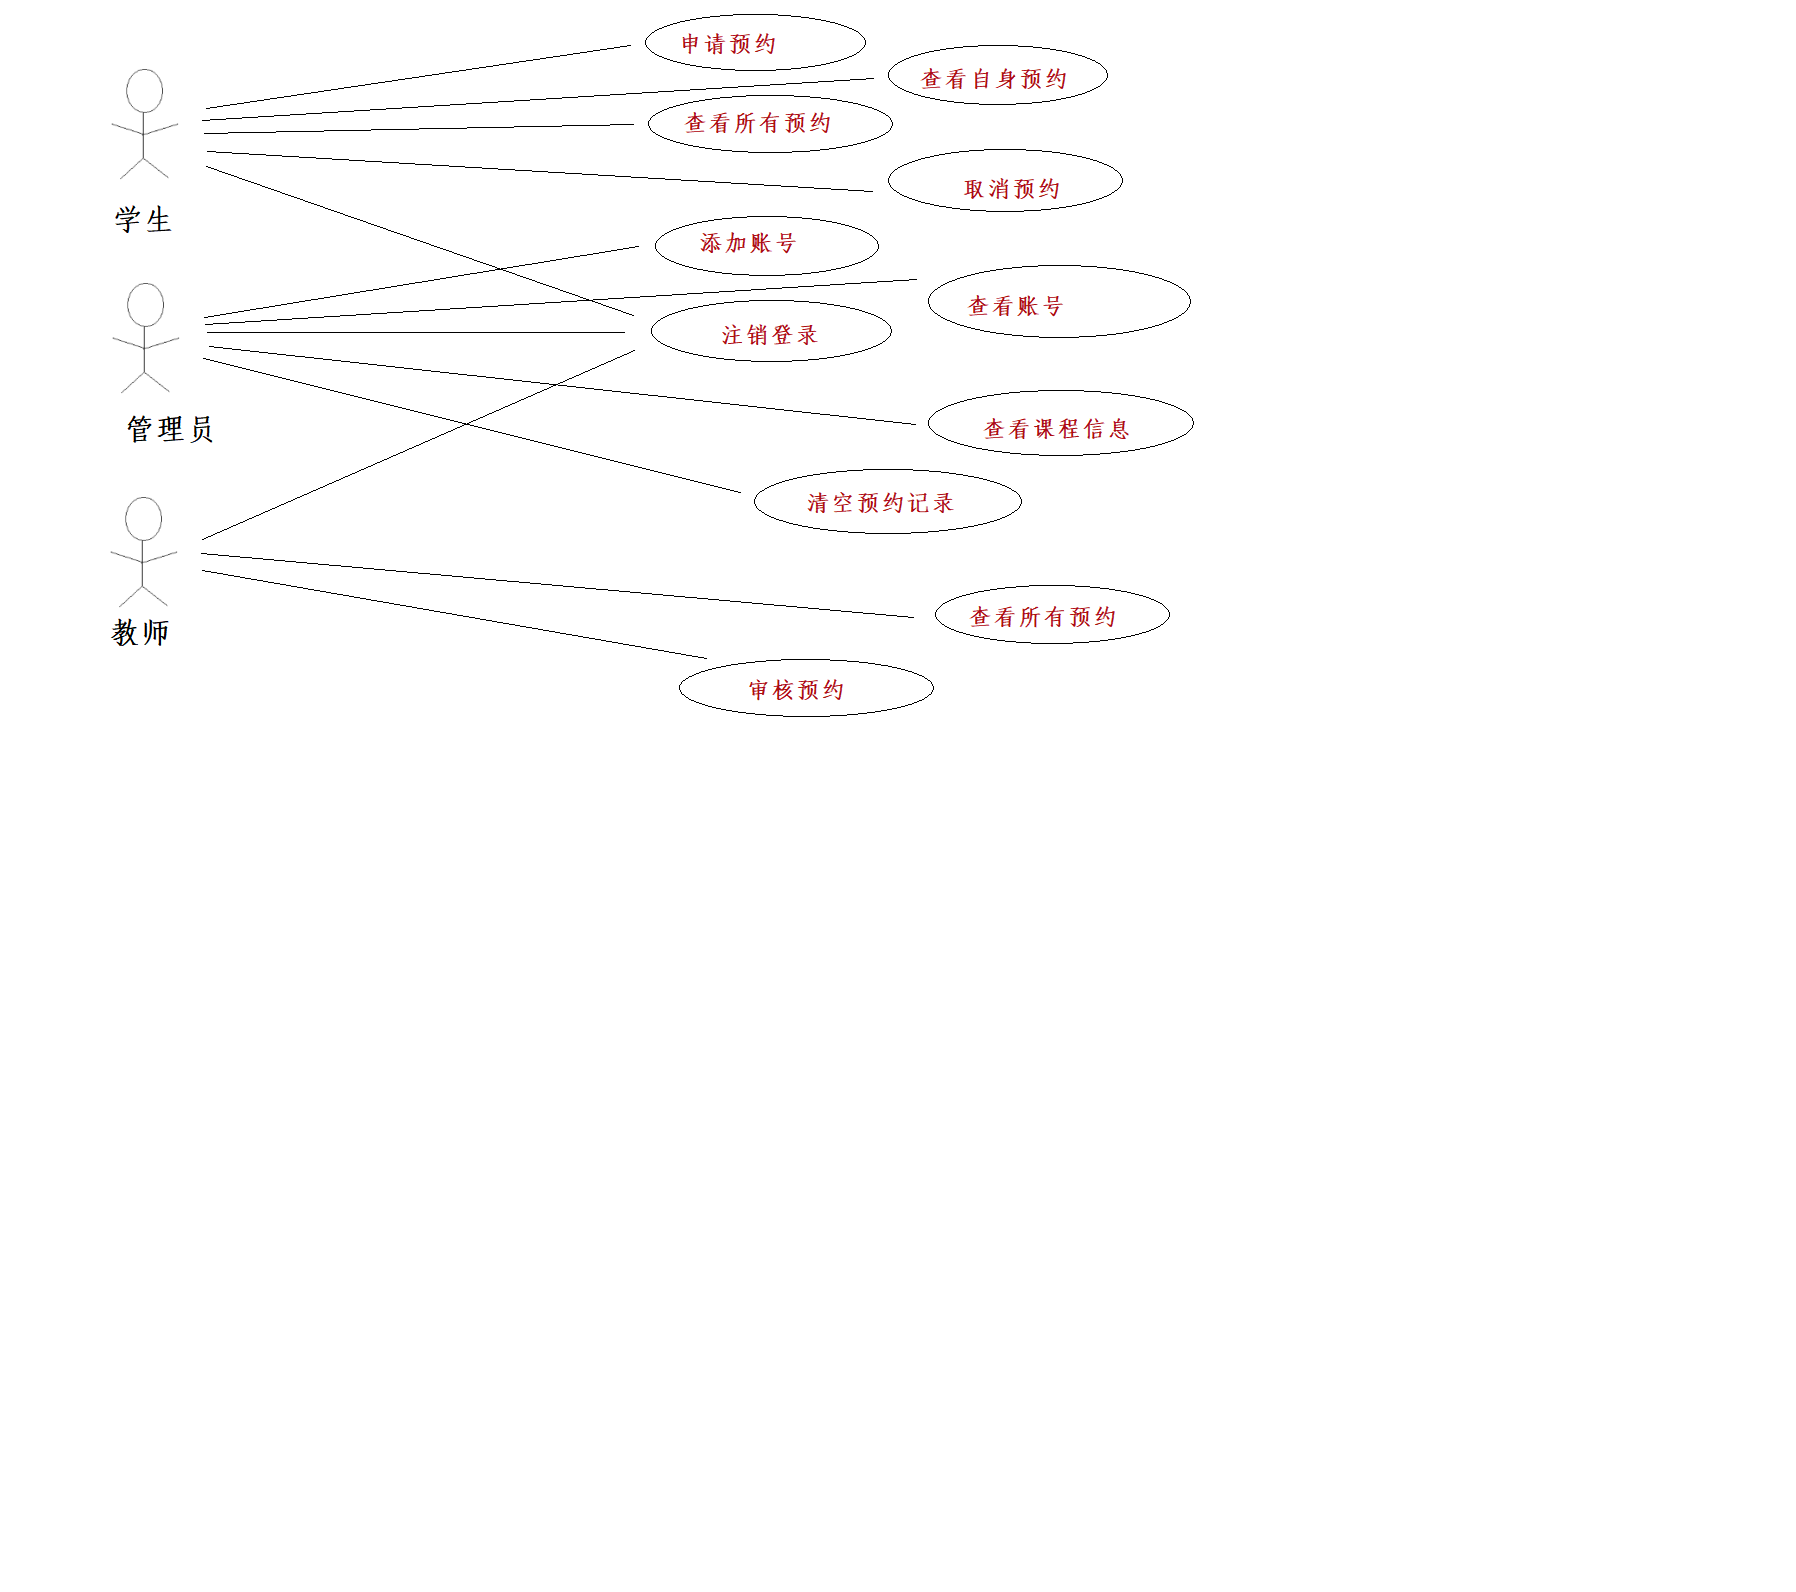 申请预约
查看自身预约
查看所有预约
取消预约
学生
添加账号
查看账号
注销登录
管理员
查看课程信息
清空预约记录
查看所有预约
教师
审核预约